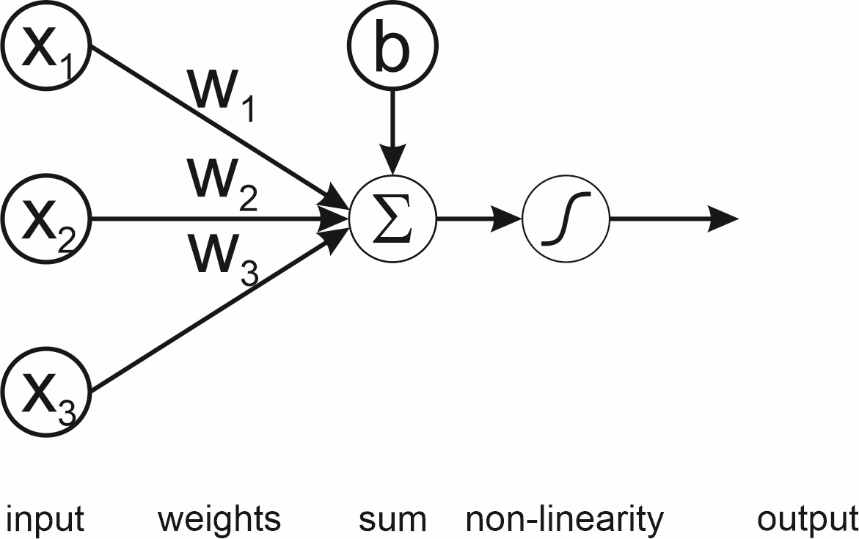 x1
b
w1
w2
x2
Σ
∫
w3
x3
input weights sum non-linearity output